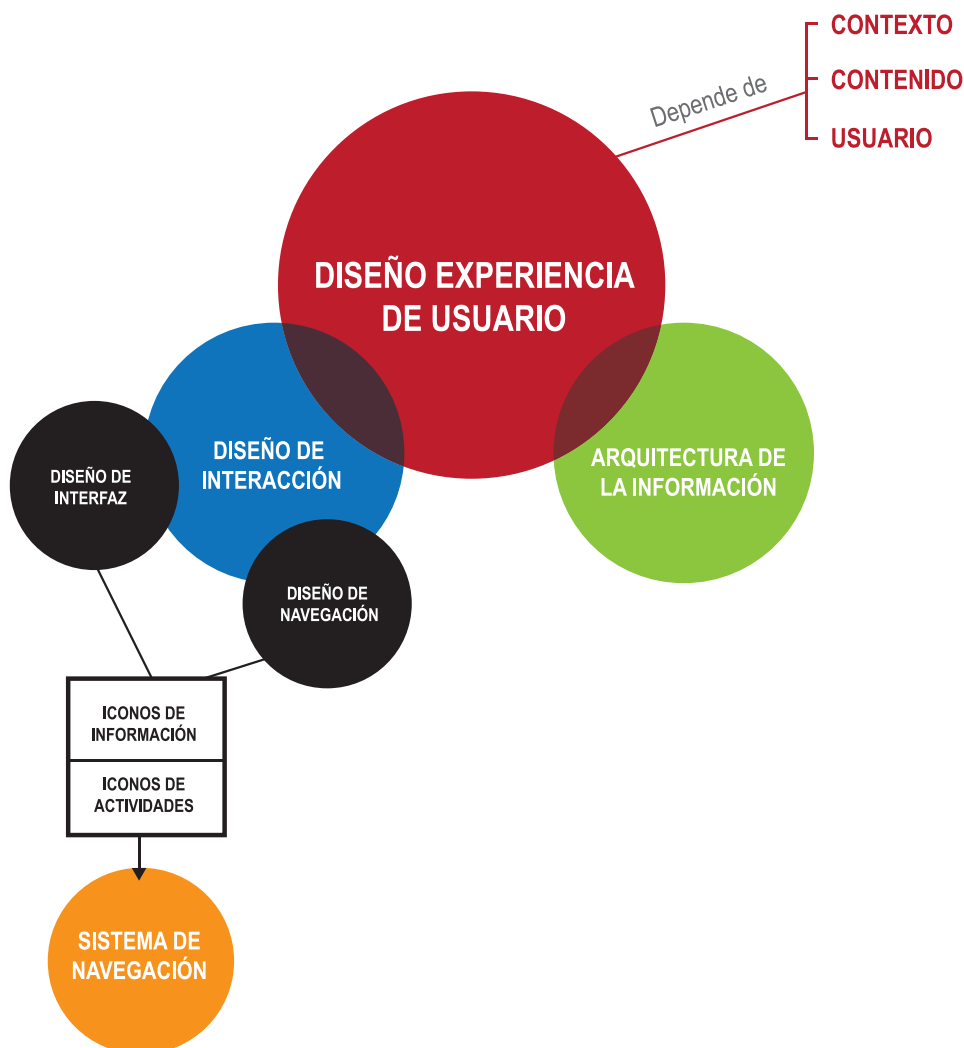 CONTEXTO
CONTENIDO
USUARIO
Depende de
DISEÑO EXPERIENCIA
DE USUARIO
DISEÑO DE
INTERACCIÓN
ARQUITECTURA DE
LA INFORMACIÓN
DISEÑO DE
INTERFAZ
DISEÑO DE
NAVEGACIÓN
ICONOS DE
INFORMACIÓN
ICONOS DE
ACTIVIDADES
SISTEMA DE
NAVEGACIÓN